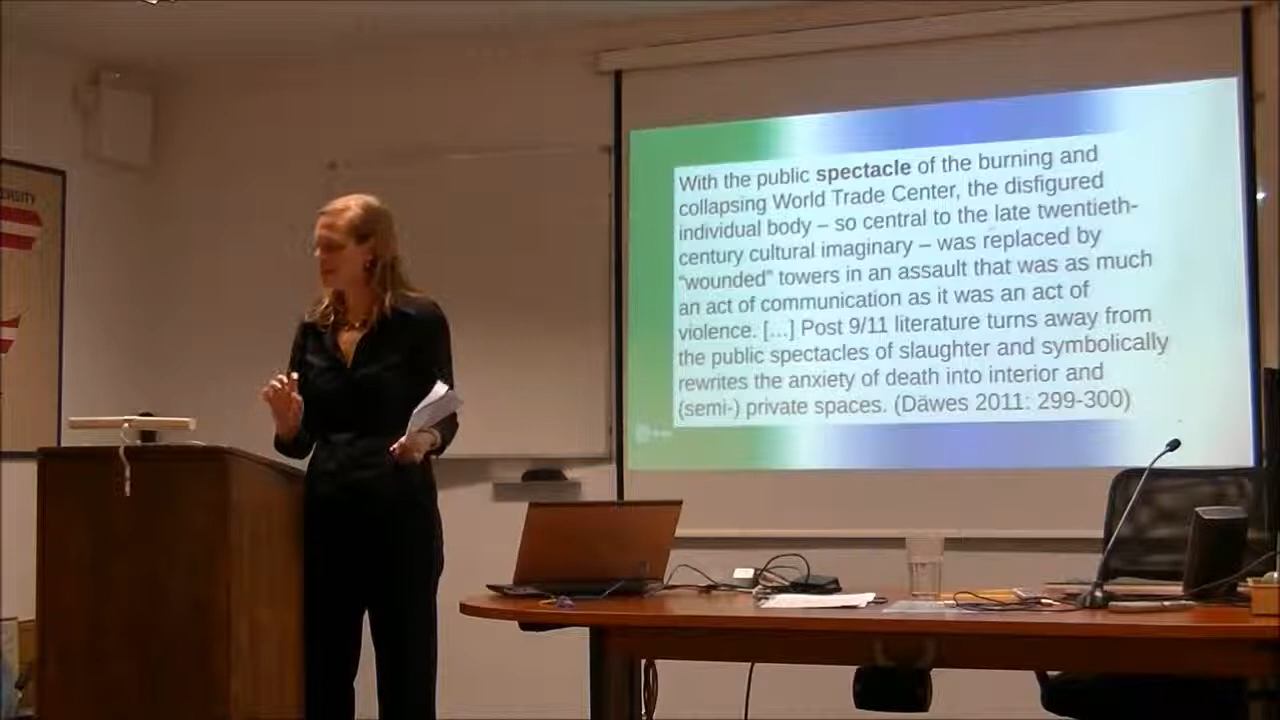 ERSITY
With the public spectacle of the burning and
collapsing World Trade Center, the disfigured
individual body – so central to the late twentieth-
century cultural imaginary – was replaced by
“wounded” towers in an assault that was as much
an act of communication as it was an act of
violence. [...] Post 9/11 literature turns away from
the public spectacles of slaughter and symbolically
rewrites the anxiety of death into interior and
(semi-) private spaces. (Däwes 2011: 299-300)